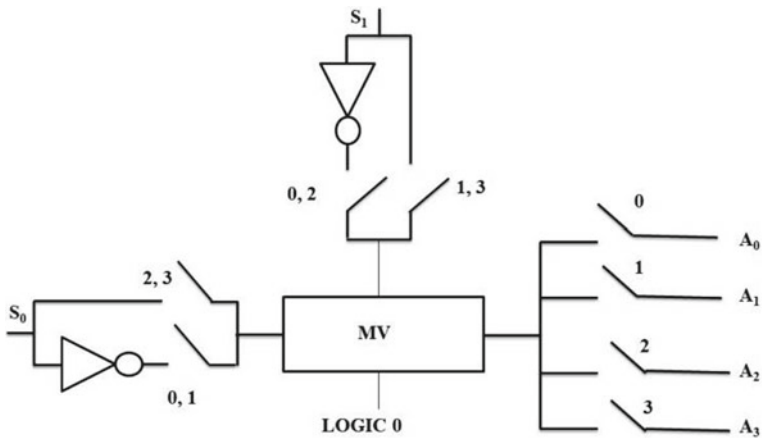 S₁
0, 2
1, 3
0
A₀
1
A₁
2, 3
S₀
MV
2
A₂
0, 1
3
A₃
LOGIC 0